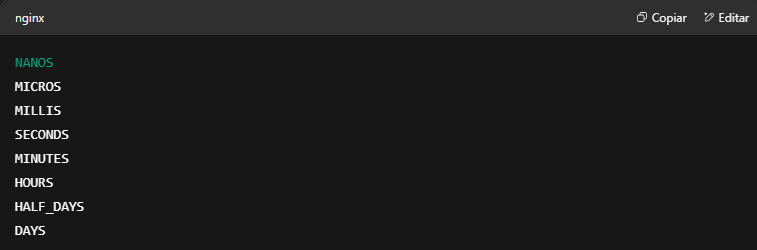 nginx Copiar Editar
NANOS
MICROS
MILLIS
SECONDS
MINUTES
HOURS
HALF_DAYS
DAYS